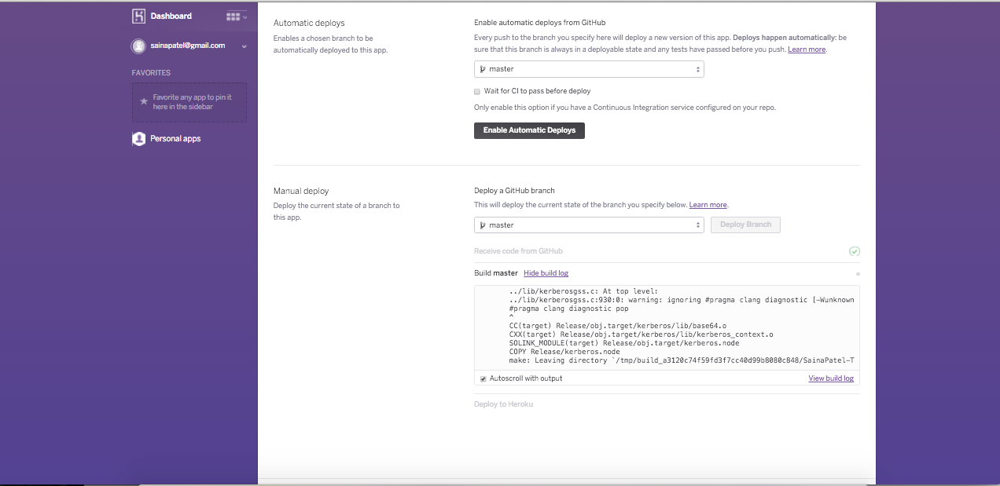 Dashboard
sainapatel@gmail.com
FAVORITES
Favorite any app to pin it
here in the sidebar
Personal apps
Automatic deploys
Enables a chosen branch to be
automatically deployed to this app.
Enable automatic deploys from GitHub
Every push to the branch you specify here will deploy a new version of this app. Deploys happen automatically: be
sure that this branch is always in a deployable state and any tests have passed before you push. Learn more.
master
Wait for CI to pass before deploy
Only enable this option if you have a Continuous Integration service configured on your repo.
Enable Automatic Deploys
Manual deploy
Deploy the current state of a branch to
this app.
Deploy a GitHub branch
This will deploy the current state of the branch you specify below. Learn more.
master
Deploy Branch
Receive code from GitHub
Build master Hide build log
../lib/kerberosgss.c: At top level:
../lib/kerberosgss.c:930:0: warning: ignoring #pragma clang diagnostic [-Wunknown
#pragma clang diagnostic pop
^
CC(target) Release/obj.target/kerberos/lib/base64.o
CXX(target) Release/obj.target/kerberos/lib/kerberos_context.o
SOLINK_MODULE(target) Release/obj.target/kerberos.node
COPY Release/kerberos.node
make: Leaving directory `/tmp/build_a3120c74f59fd3f7cc40d99b8080c848/SainaPatel-T
Autoscroll with output
View build log
Deploy to Heroku